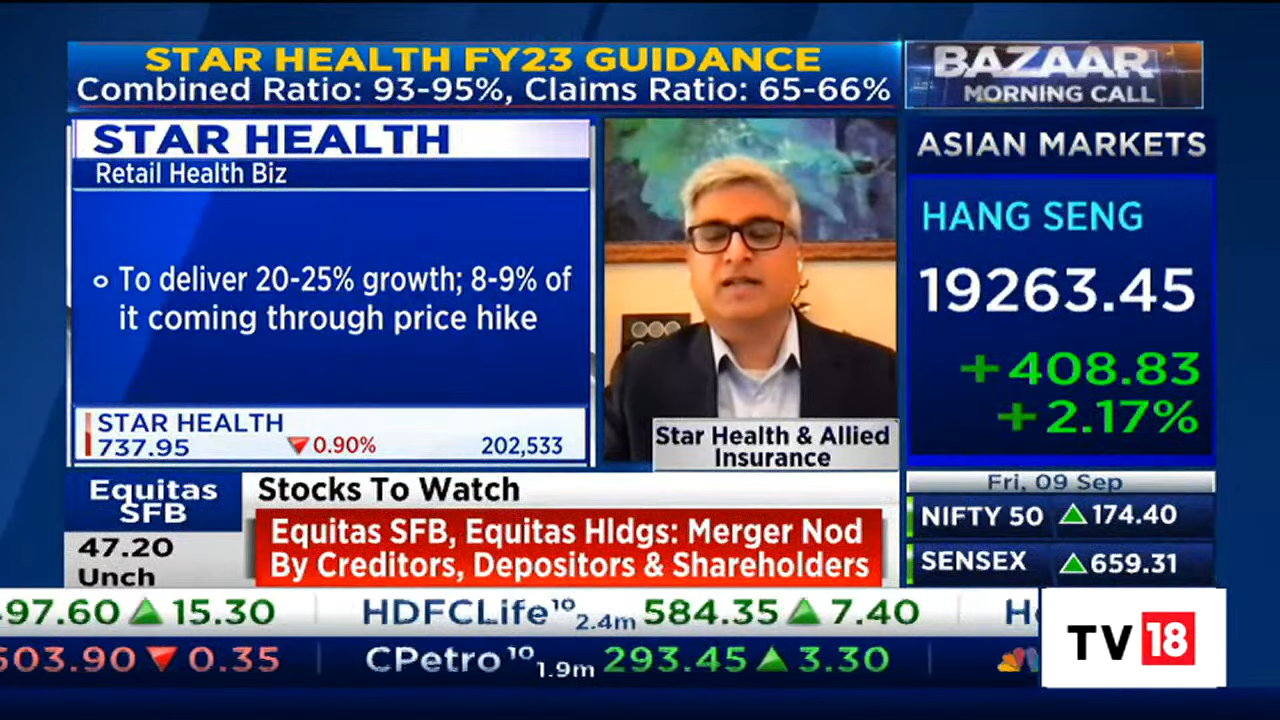 STAR HEALTH FY23 GUIDANCE
Combined Ratio: 93-95%, Claims Ratio: 65-66%
BAZAAR
MORNING CALL
STAR HEALTH
Retail Health Biz
To deliver 20-25% growth; 8-9% of
it coming through price hike
STAR HEALTH
737.95 ▼0.90% 202,533
Star Health & Allied
Insurance
ASIAN MARKETS
HANG SENG
19263.45
+408.83
+2.17%
Fri, 09 Sep
NIFTY 50 ▲174.40
SENSEX ▲659.31
Equitas
SFB
47.20
Unch
Stocks To Watch
Equitas SFB, Equitas Hldgs: Merger Nod
By Creditors, Depositors & Shareholders
97.60 ▲15.30 HDFCLife¹⁰ 2.4m 584.35 ▲7.40
03.90 ▼0.35 CPetro¹⁰ 1.9m 293.45 ▲3.30
TV18